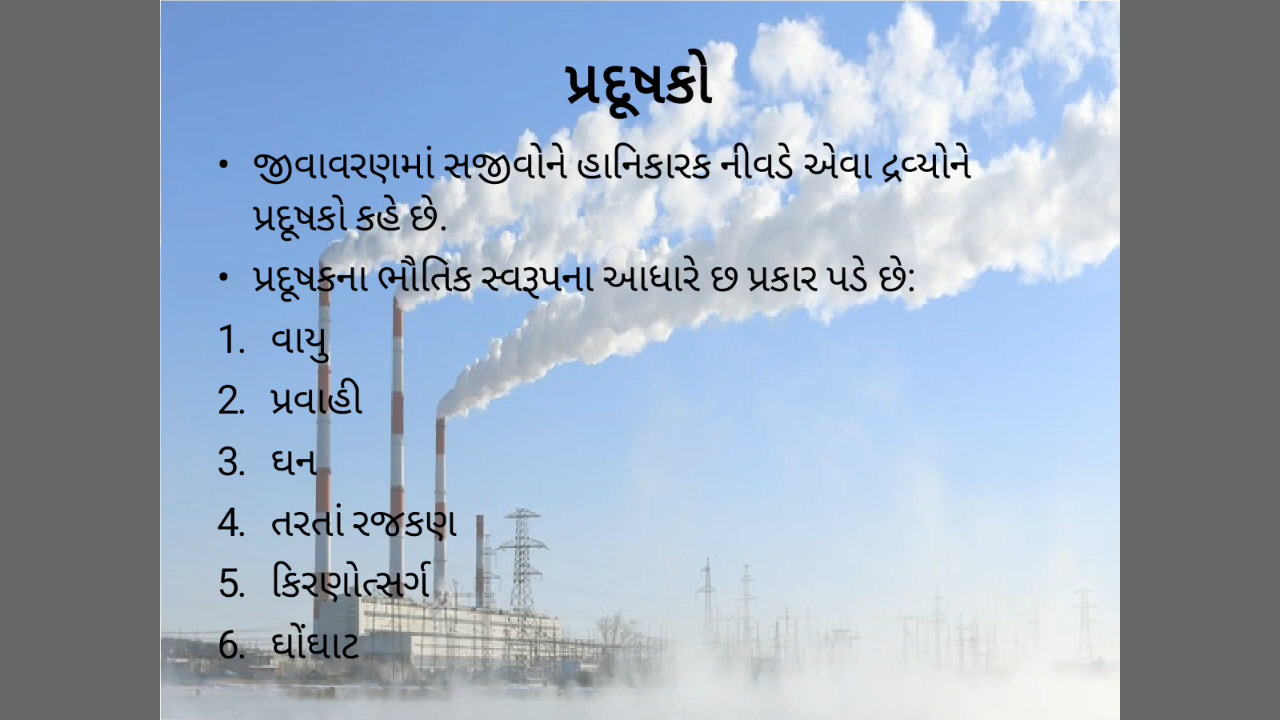 પ્રદૂષકો
• જીવાવરણમાં સજીવોને હાનિકારક નીવડે એવા દ્રવ્યોને
પ્રદૂષકો કહે છે.
• પ્રદૂષકના ભૌતિક સ્વરૂપના આધારે છ પ્રકાર પડે છે:
1. વાયુ
2. પ્રવાહી
3. ઘન
4. તરતાં રજકણ
5. કિરણોત્સર્ગ
6. ઘોંઘાટ